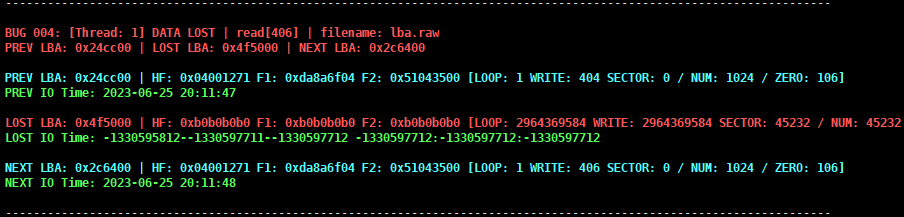 ------------------------------------------------------------------------------------------------------------------------
BUG 004: [Thread: 1] DATA LOST | read[406] | filename: lba.raw
PREV LBA: 0x24cc00 | LOST LBA: 0x4f5000 | NEXT LBA: 0x2c6400
PREV LBA: 0x24cc00 | HF: 0x04001271 F1: 0xda8a6f04 F2: 0x51043500 [LOOP: 1 WRITE: 404 SECTOR: 0 / NUM: 1024 / ZERO: 106]
PREV IO Time: 2023-06-25 20:11:47
LOST LBA: 0x4f5000 | HF: 0xb0b0b0b0 F1: 0xb0b0b0b0 F2: 0xb0b0b0b0 [LOOP: 2964369584 WRITE: 2964369584 SECTOR: 45232 / NUM: 45232
LOST IO Time: -1330595812--1330597711--1330597712 -1330597712:-1330597712:-1330597712
NEXT LBA: 0x2c6400 | HF: 0x04001271 F1: 0xda8a6f04 F2: 0x51043500 [LOOP: 1 WRITE: 406 SECTOR: 0 / NUM: 1024 / ZERO: 106]
NEXT IO Time: 2023-06-25 20:11:48
------------------------------------------------------------------------------------------------------------------------